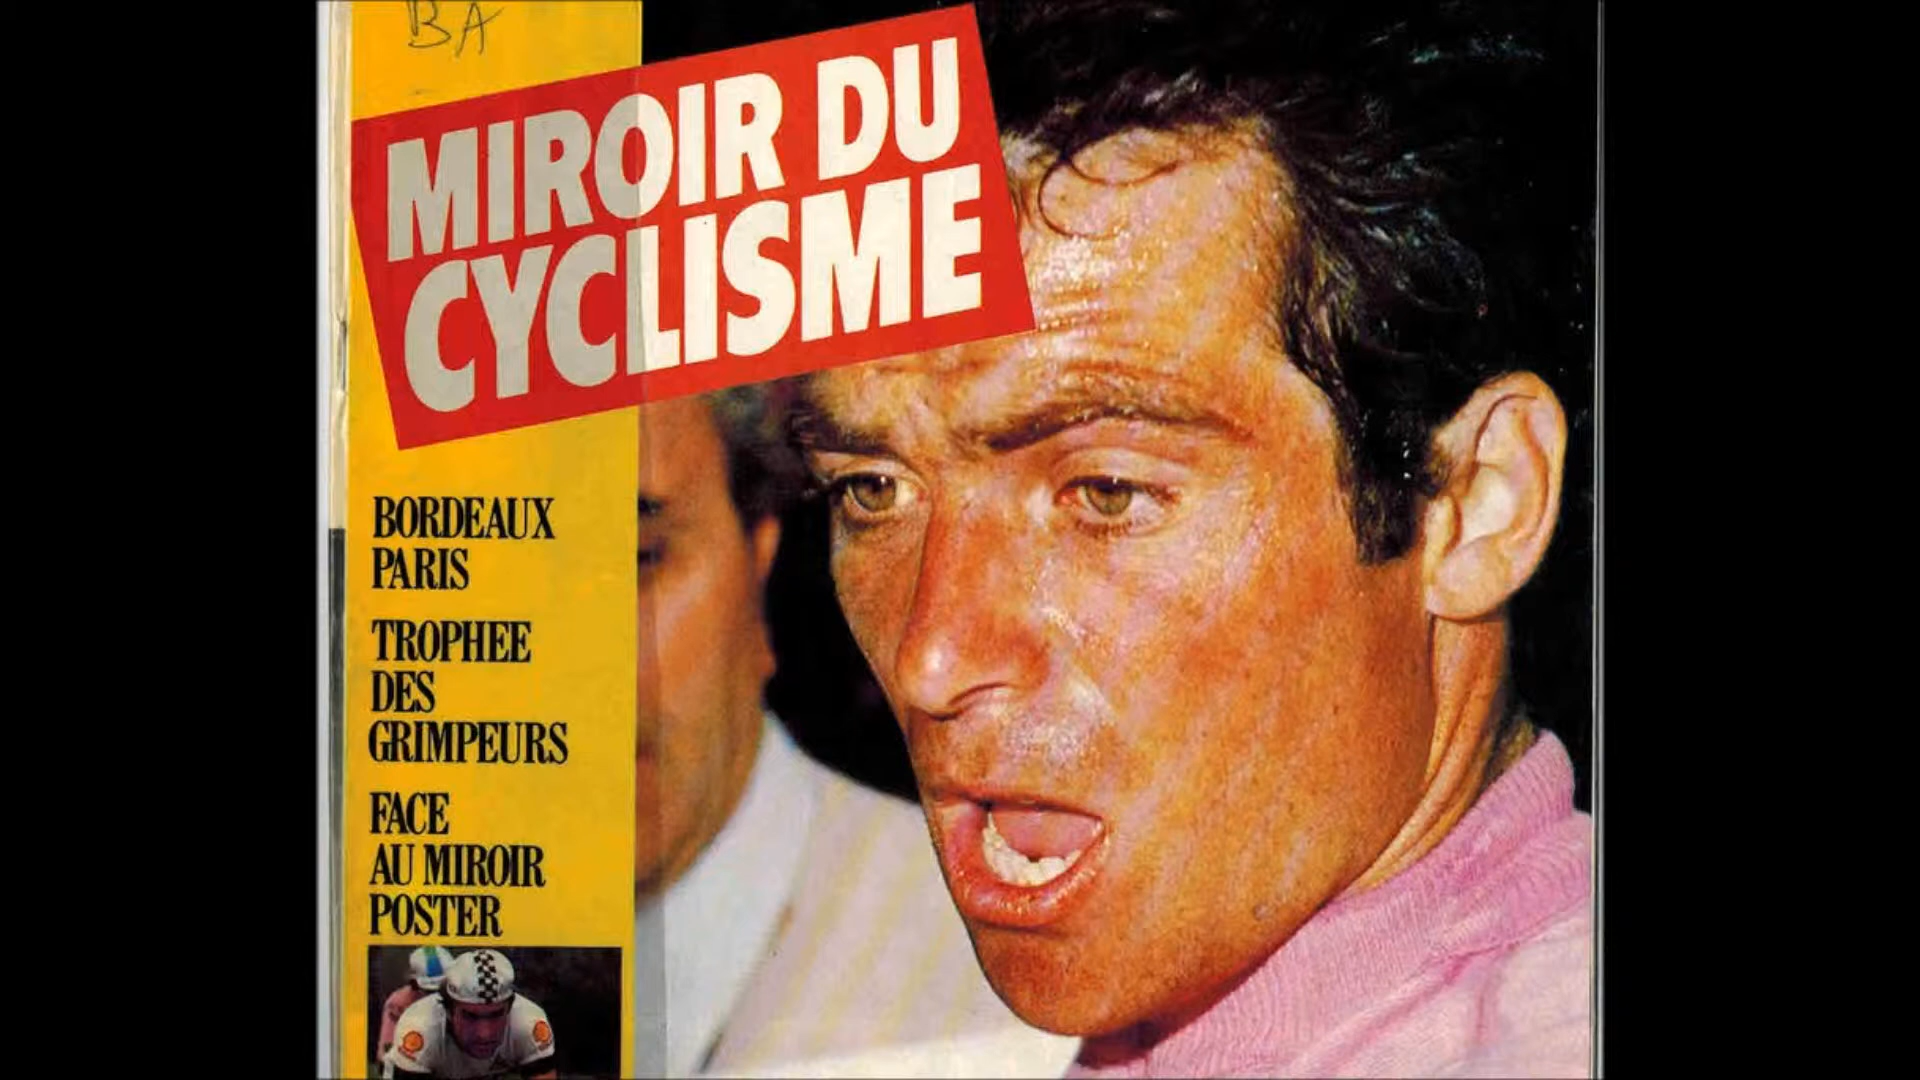 BA
MIROIR DU
CYCLISME
BORDEAUX
PARIS
TROPHEE
DES
GRIMPEURS
FACE
AU MIROIR
POSTER